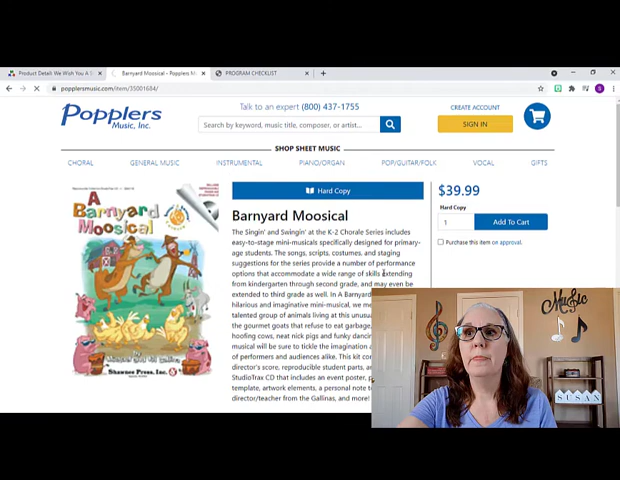 Product Details We Wish You A S
Barnyard Moosical - Popplers M
PROGRAM CHECKLIST
popplersmusic.com/item/35001684/
Popplers
Music, Inc.
Talk to an expert (800) 437-1755
Search by keyword, music title, composer, or artist...
CREATE ACCOUNT
SIGN IN
SHOP SHEET MUSIC
CHORAL GENERAL MUSIC INSTRUMENTAL PIANO/ORGAN POP/GUITAR/FOLK VOCAL GIFTS
A
Barnyard
Moosical
Shawnee Press, Inc.
Hard Copy
Barnyard Moosical
The Singin' and Swingin' at the K-2 Chorale Series includes
easy-to-stage mini-musicals specifically designed for primary-
age students. The songs, scripts, costumes, and staging
suggestions for the series provide a number of performance
options that accommodate a wide range of skills extending
from kindergarten through second grade, and may even be
extended to third grade as well. In A Barnyard
hilarious and imaginative mini-musical, we me
talented group of animals living at this unusua
the gourmet goats that refuse to eat garbage,
hoofing cows, neat nick pigs and funky dancin
musical will be sure to tickle the imagination a
of performers and audiences alike. This kit con
director's score, reproducible student parts, a
StudioTrax CD that includes an event poster, p
template, artwork elements, a personal note to
director/teacher from the Gallinas, and more!
$39.99
Hard Copy
1
Add To Cart
Purchase this item on approval.
Music
SUSAN